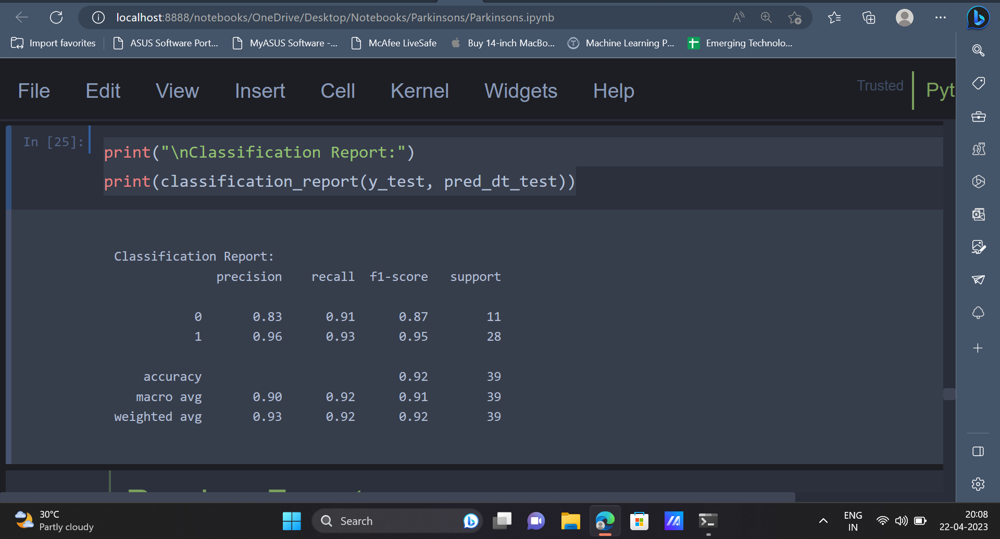 localhost:8888/notebooks/OneDrive/Desktop/Notebooks/Parkinsons/Parkinsons.ipynb
Import favorites ASUS Software Port... MyASUS Software -... McAfee LiveSafe Buy 14-inch MacBo... Machine Learning P... Emerging Technolo...
File Edit View Insert Cell Kernel Widgets Help Trusted Pyt
In [25]: print("\nClassification Report:")
print(classification_report(y_test, pred_dt_test))
Classification Report:
precision recall f1-score support
0 0.83 0.91 0.87 11
1 0.96 0.93 0.95 28
accuracy 0.92 39
macro avg 0.90 0.92 0.91 39
weighted avg 0.93 0.92 0.92 39
30°C
Partly cloudy
Search
ENG
IN
20:08
22-04-2023